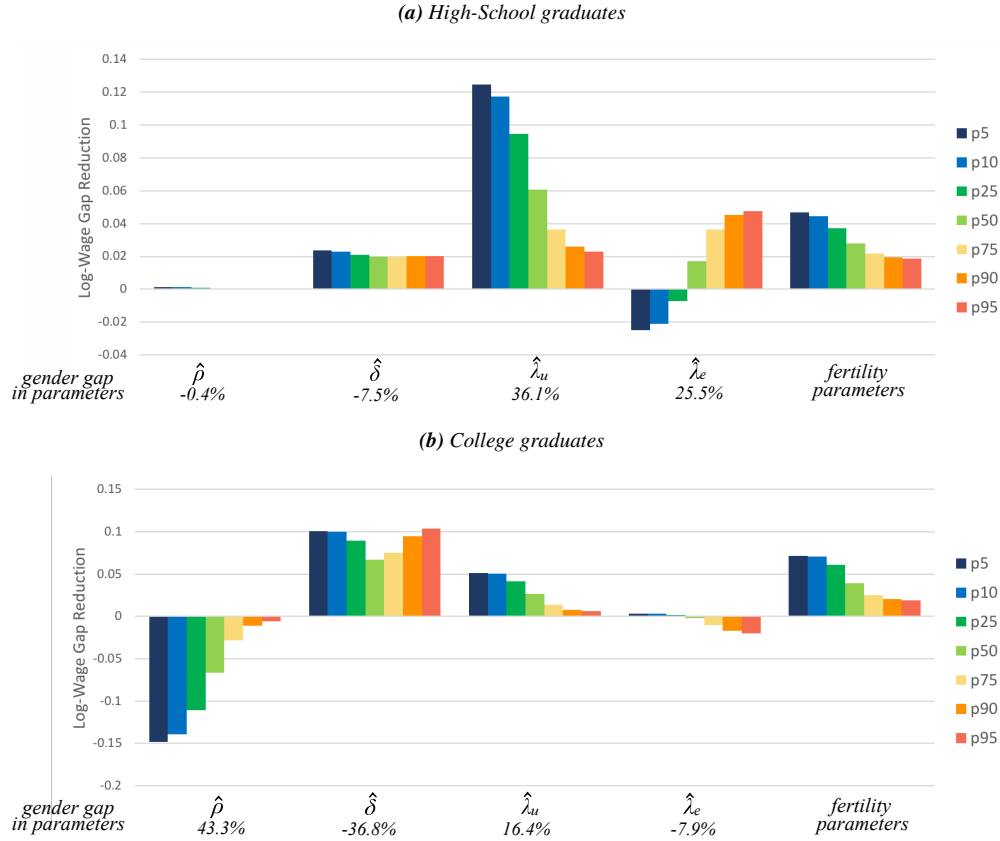 (a) High-School graduates
0.14
0.12
0.1
0.08
0.06
0.04
0.02
0
-0.02
-0.04
Log-Wage Gap Reduction
p5
p10
p25
p50
p75
p90
p95
gender gap in parameters
ρ̂ δ̂ λ̂u λ̂e fertility parameters
-0.4% -7.5% 36.1% 25.5%
(b) College graduates
0.15
0.1
0.05
0
-0.05
-0.1
-0.15
-0.2
Log-Wage Gap Reduction
p5
p10
p25
p50
p75
p90
p95
gender gap in parameters
ρ̂ δ̂ λ̂u λ̂e fertility parameters
43.3% -36.8% 16.4% -7.9%